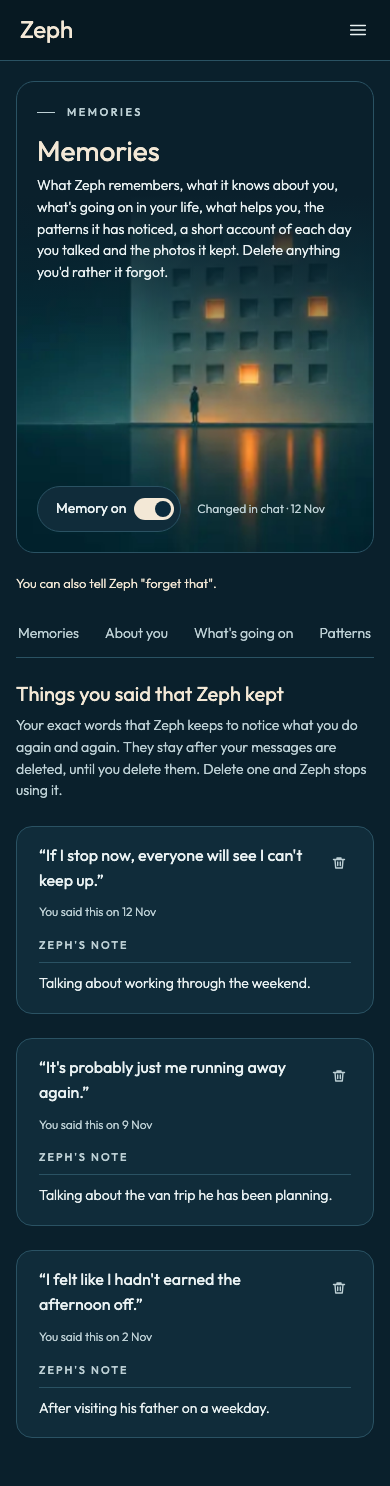 Zeph
MEMORIES
Memories
What Zeph remembers, what it knows about you,
what's going on in your life, what helps you, the
patterns it has noticed, a short account of each day
you talked and the photos it kept. Delete anything
you'd rather it forgot.
Memory on
Changed in chat · 12 Nov
You can also tell Zeph "forget that".
Memories About you What's going on Patterns
Things you said that Zeph kept
Your exact words that Zeph keeps to notice what you do
again and again. They stay after your messages are
deleted, until you delete them. Delete one and Zeph stops
using it.
“If I stop now, everyone will see I can't
keep up.”
You said this on 12 Nov
ZEPH'S NOTE
Talking about working through the weekend.
“It's probably just me running away
again.”
You said this on 9 Nov
ZEPH'S NOTE
Talking about the van trip he has been planning.
“I felt like I hadn't earned the
afternoon off.”
You said this on 2 Nov
ZEPH'S NOTE
After visiting his father on a weekday.